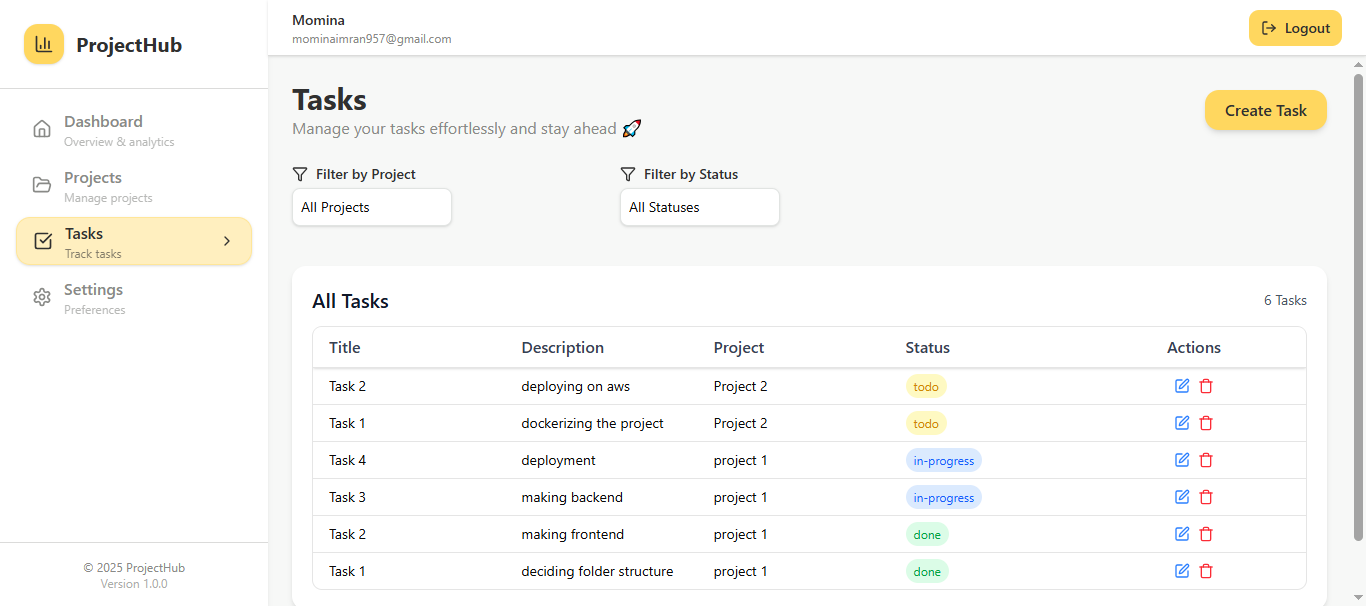 ProjectHub
Dashboard
Overview & analytics
Projects
Manage projects
Tasks
Track tasks
Settings
Preferences
© 2025 ProjectHub
Version 1.0.0
Momina
mominaimran957@gmail.com
Logout
Tasks
Manage your tasks effortlessly and stay ahead 🚀
Create Task
Filter by Project
All Projects
Filter by Status
All Statuses
All Tasks
6 Tasks
Title Description Project Status Actions
Task 2 deploying on aws Project 2 todo
Task 1 dockerizing the project Project 2 todo
Task 4 deployment project 1 in-progress
Task 3 making backend project 1 in-progress
Task 2 making frontend project 1 done
Task 1 deciding folder structure project 1 done